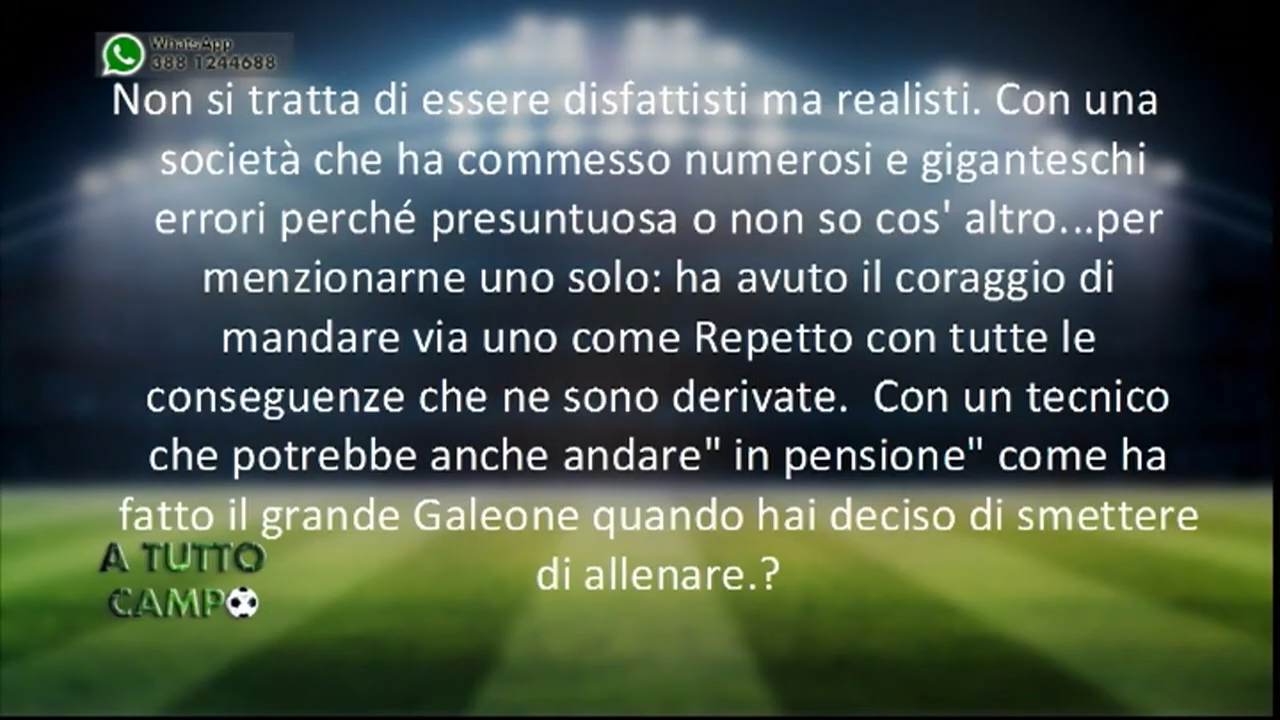 WhatsApp
388 1244688
Non si tratta di essere disfattisti ma realisti. Con una
società che ha commesso numerosi e giganteschi
errori perché presuntuosa o non so cos' altro...per
menzionarne uno solo: ha avuto il coraggio di
mandare via uno come Repetto con tutte le
conseguenze che ne sono derivate.  Con un tecnico
che potrebbe anche andare" in pensione" come ha
fatto il grande Galeone quando hai deciso di smettere
di allenare.?
A TUTTO
CAMPO